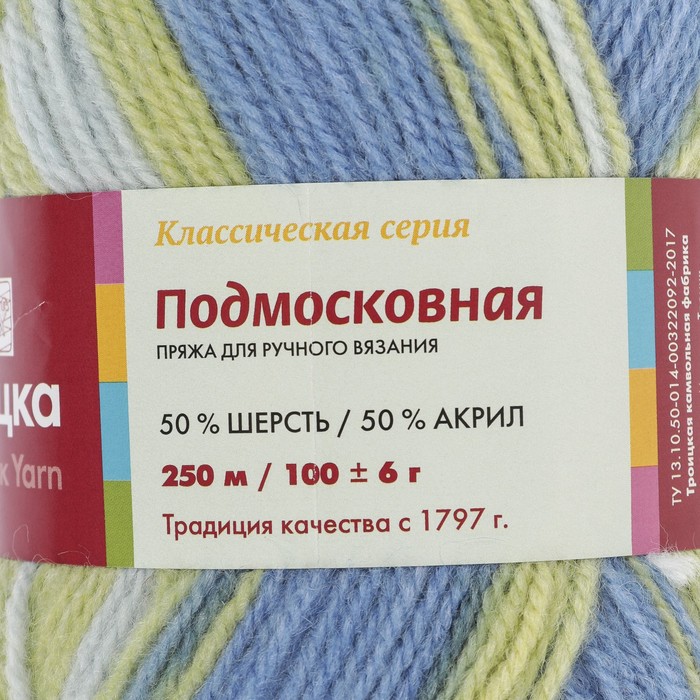 Классическая серия
Подмосковная
ПРЯЖА ДЛЯ РУЧНОГО ВЯЗАНИЯ
50 % ШЕРСТЬ / 50 % АКРИЛ
250 м / 100 ± 6 г
Традиция качества с 1797 г.
цка
k Yarn
ТУ 13.10.50-014-00322092-2017
Троицкая камвольная фабрика